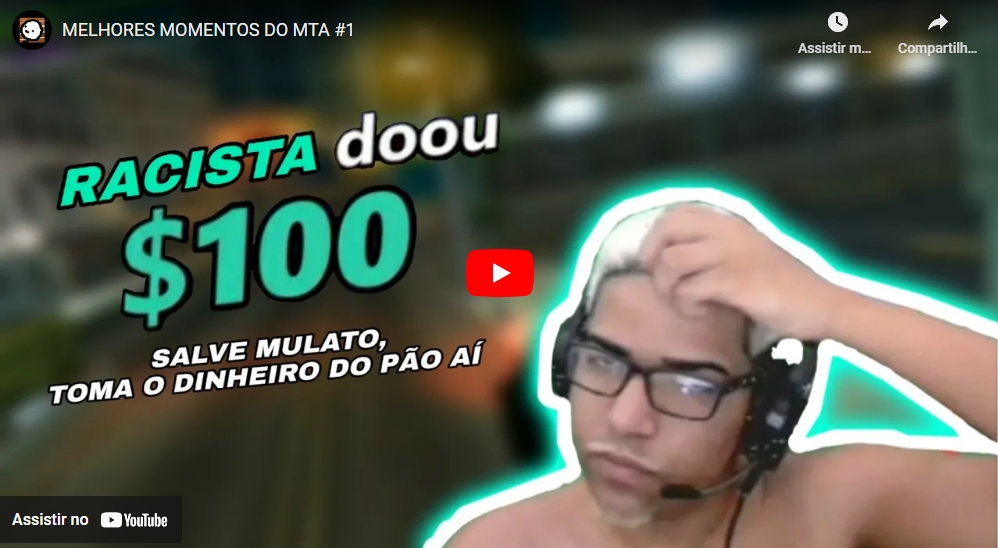 MELHORES MOMENTOS DO MTA #1
Assistir m...
Compartilh...
RACISTA doou
$100
SALVE MULATO,
TOMA O DINHEIRO DO PÃO AÍ
Assistir no YouTube